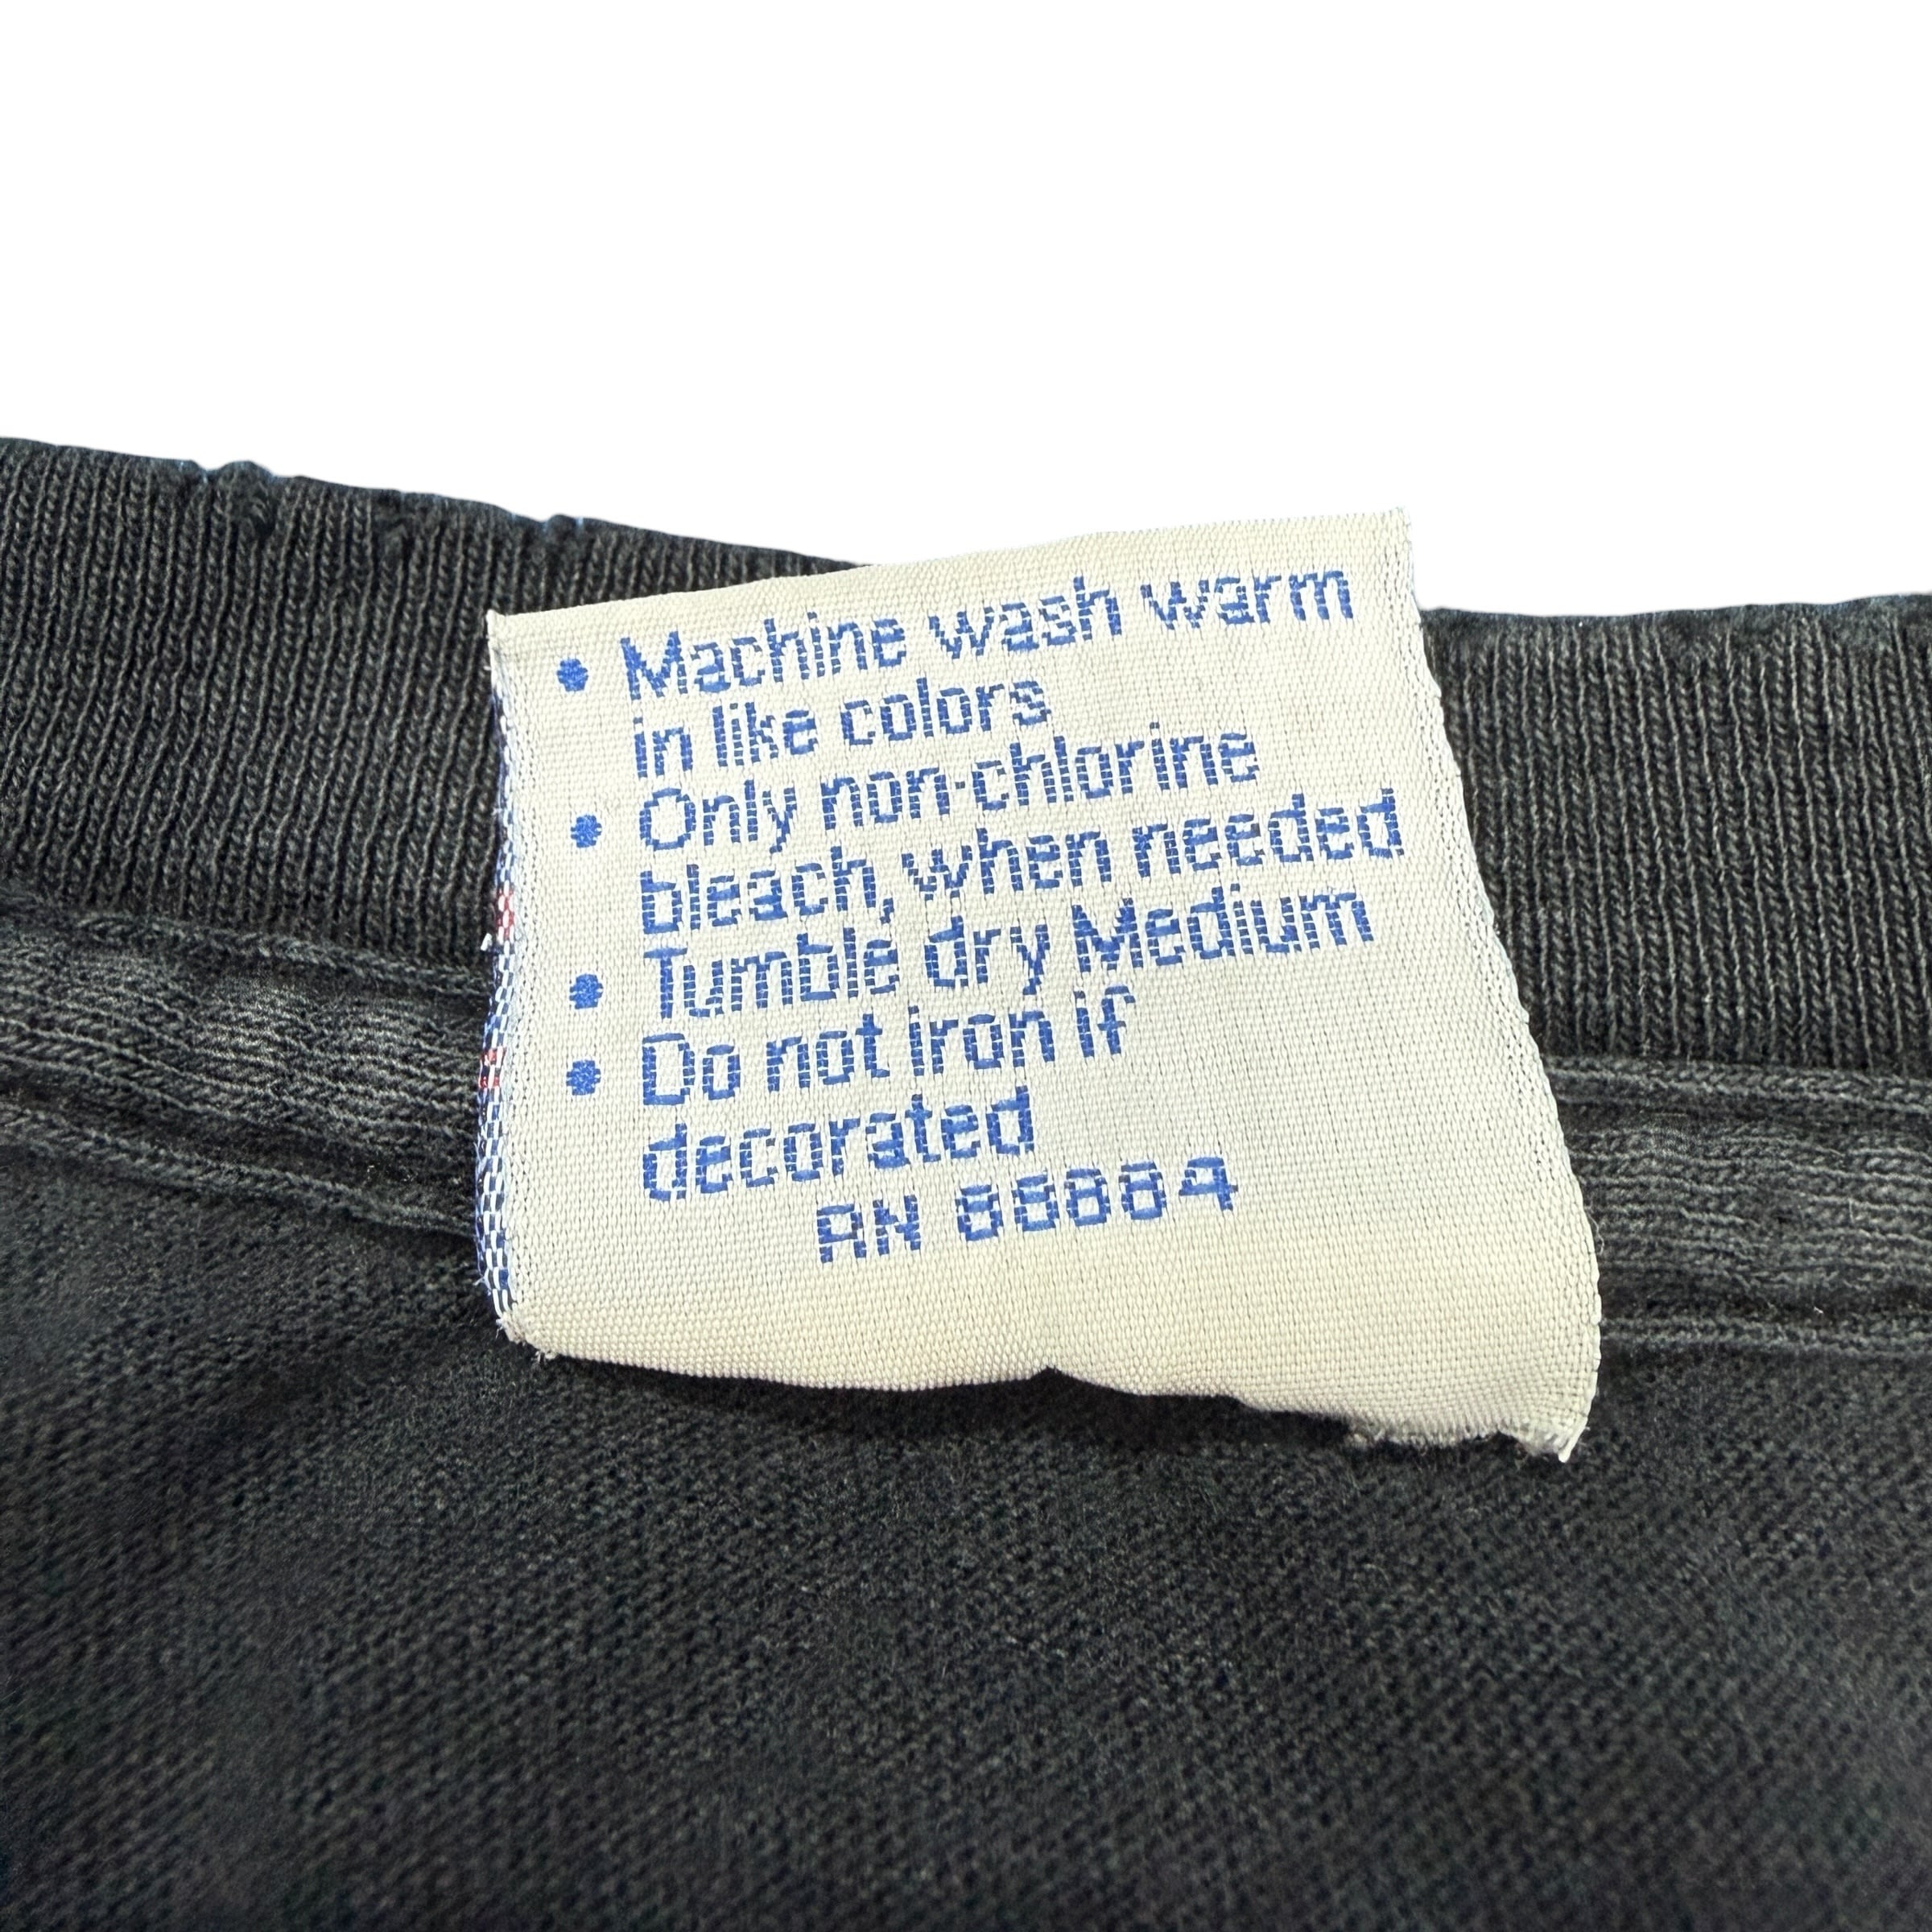 • Machine wash warm
in like colors
• Only non-chlorine
bleach, when needed
• Tumble dry Medium
• Do not iron if
decorated
RN